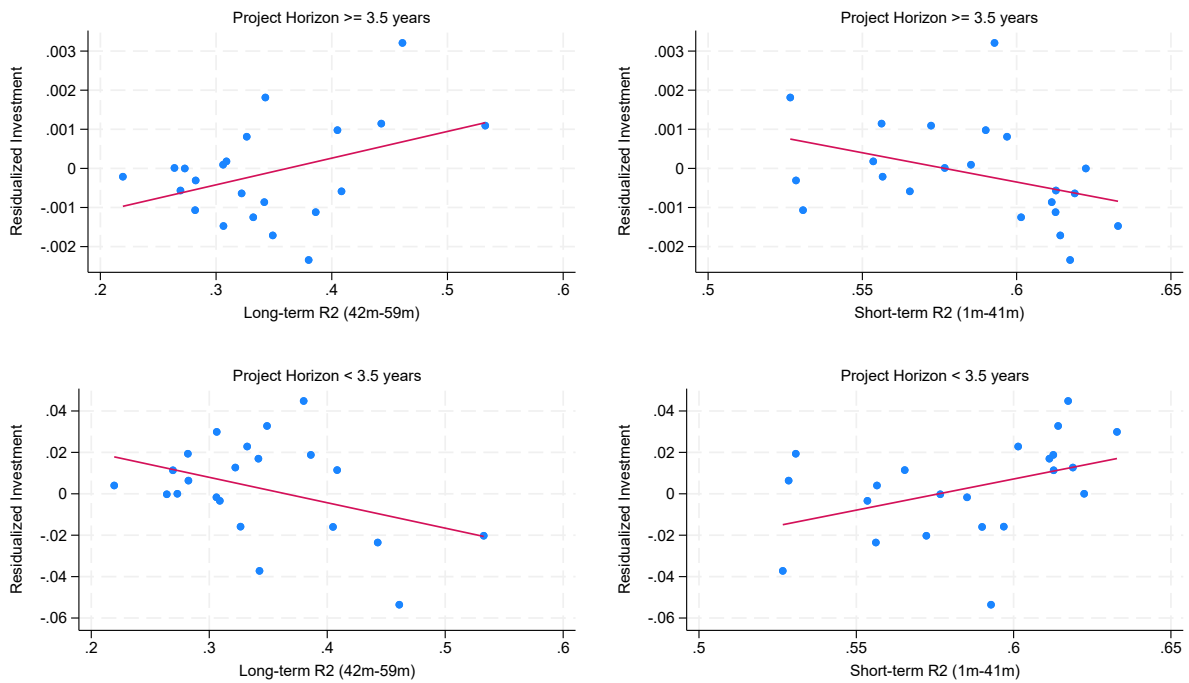 Project Horizon >= 3.5 years
Residualized Investment
.003
.002
.001
0
-.001
-.002
.2 .3 .4 .5 .6
Long-term R2 (42m-59m)
Project Horizon >= 3.5 years
Residualized Investment
.003
.002
.001
0
-.001
-.002
.5 .55 .6 .65
Short-term R2 (1m-41m)
Project Horizon < 3.5 years
Residualized Investment
.04
.02
0
-.02
-.04
-.06
.2 .3 .4 .5 .6
Long-term R2 (42m-59m)
Project Horizon < 3.5 years
Residualized Investment
.04
.02
0
-.02
-.04
-.06
.5 .55 .6 .65
Short-term R2 (1m-41m)